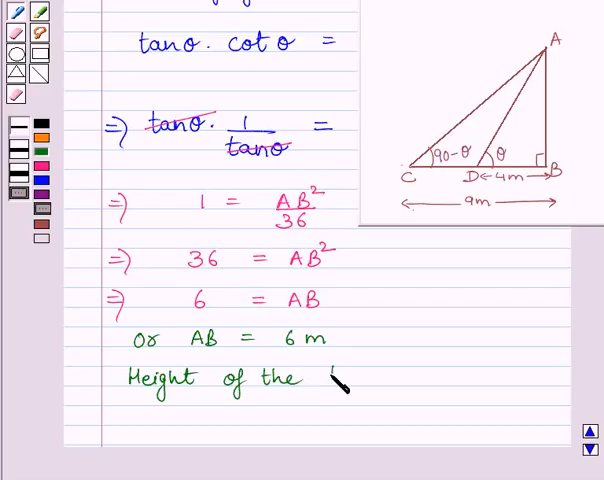 tanθ. cotθ =
⇒ tanθ. 1/tanθ =
⇒ 1 = AB²/36
⇒ 36 = AB²
⇒ 6 = AB
Or AB = 6 m
Height of the
A
90-θ θ
C D B
4m
9m